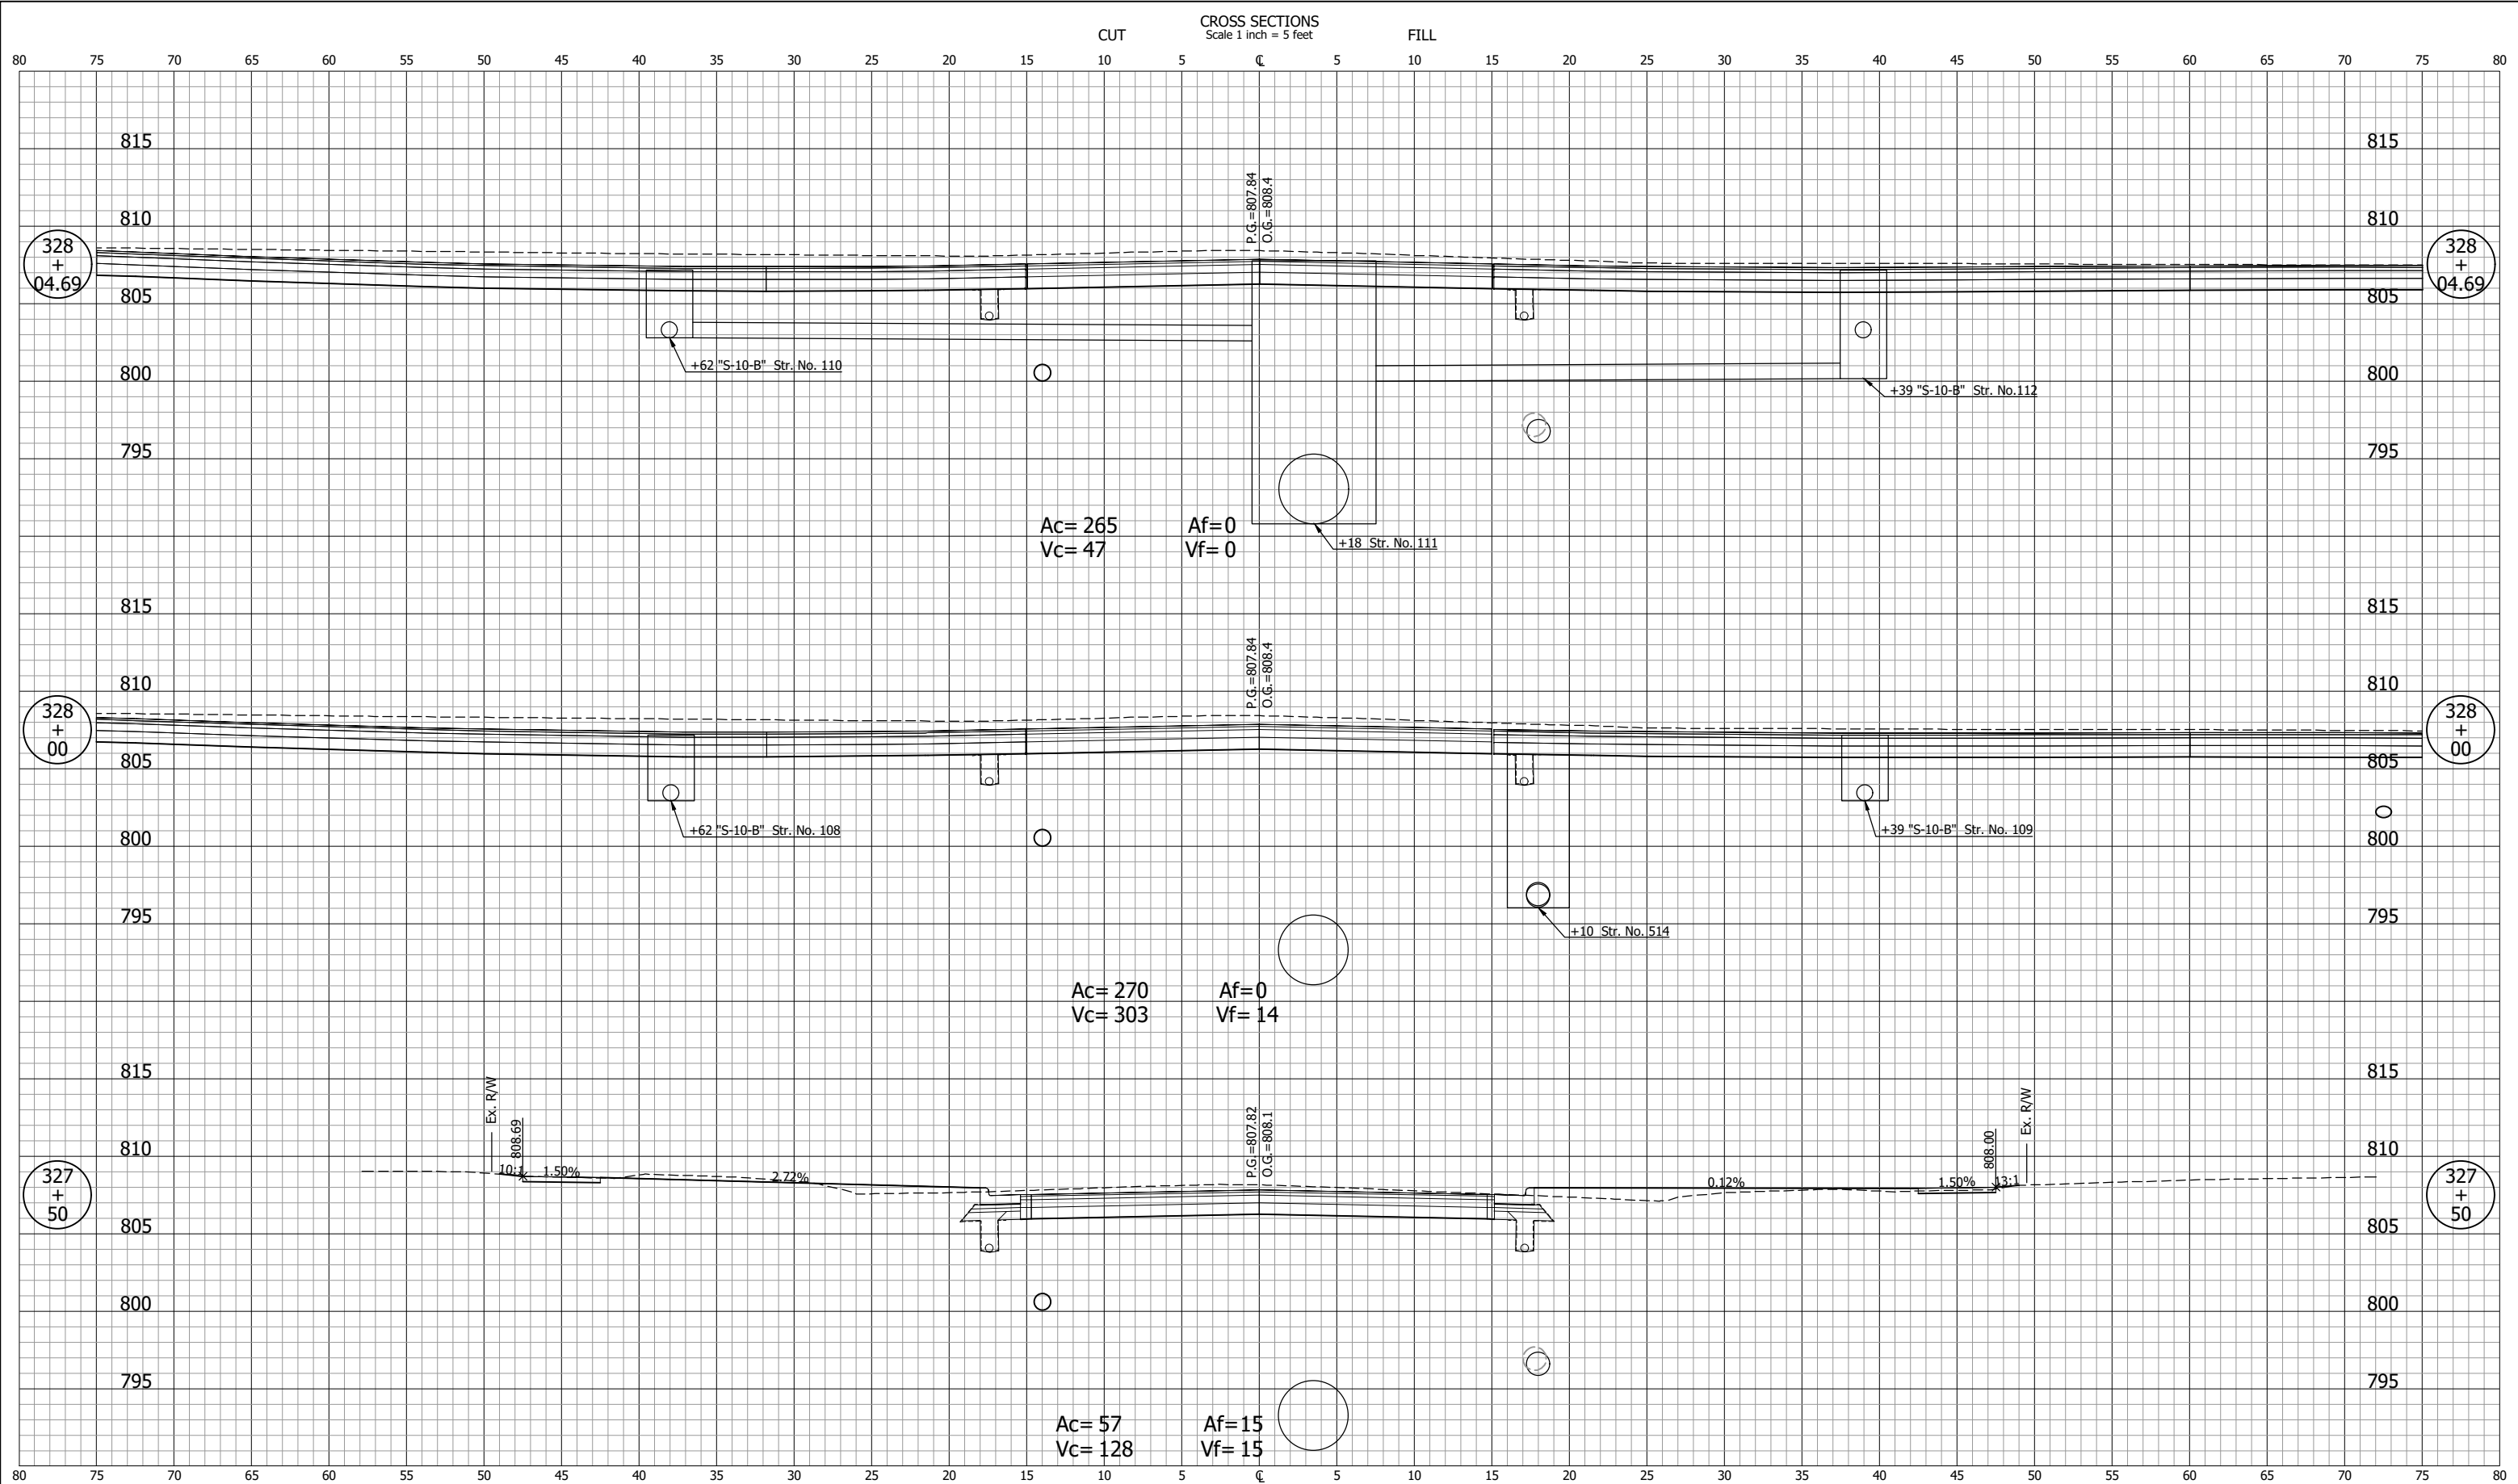 CROSS SECTIONS
CUT Scale 1 inch = 5 feet FILL
80 75 70 65 60 55 50 45 40 35 30 25 20 15 10 5 ℄ 5 10 15 20 25 30 35 40 45 50 55 60 65 70 75 80
815 815
P.G.=807.84
O.G.=808.4
810 810
328
+
04.69
328
+
04.69
805 805
+62 "S-10-B" Str. No. 110
800 800
+39 "S-10-B" Str. No.112
795 795
Ac= 265 Af=0
Vc= 47 Vf= 0
+18 Str. No. 111
815 815
P.G.=807.84
O.G.=808.4
810 810
328
+
00
328
+
00
805 805
+62 "S-10-B" Str. No. 108
+39 "S-10-B" Str. No. 109
800 800
795 795
+10 Str. No. 514
Ac= 270 Af=0
Vc= 303 Vf= 14
815 815
Ex. R/W
808.69
P.G.=807.82
O.G.=808.1
808.00
Ex. R/W
810 810
10:1 1.50% 2.72% 0.12% 1.50% 13:1
327
+
50
327
+
50
805 805
800 800
795 795
Ac= 57 Af=15
Vc= 128 Vf= 15
80 75 70 65 60 55 50 45 40 35 30 25 20 15 10 5 ℄ 5 10 15 20 25 30 35 40 45 50 55 60 65 70 75 80